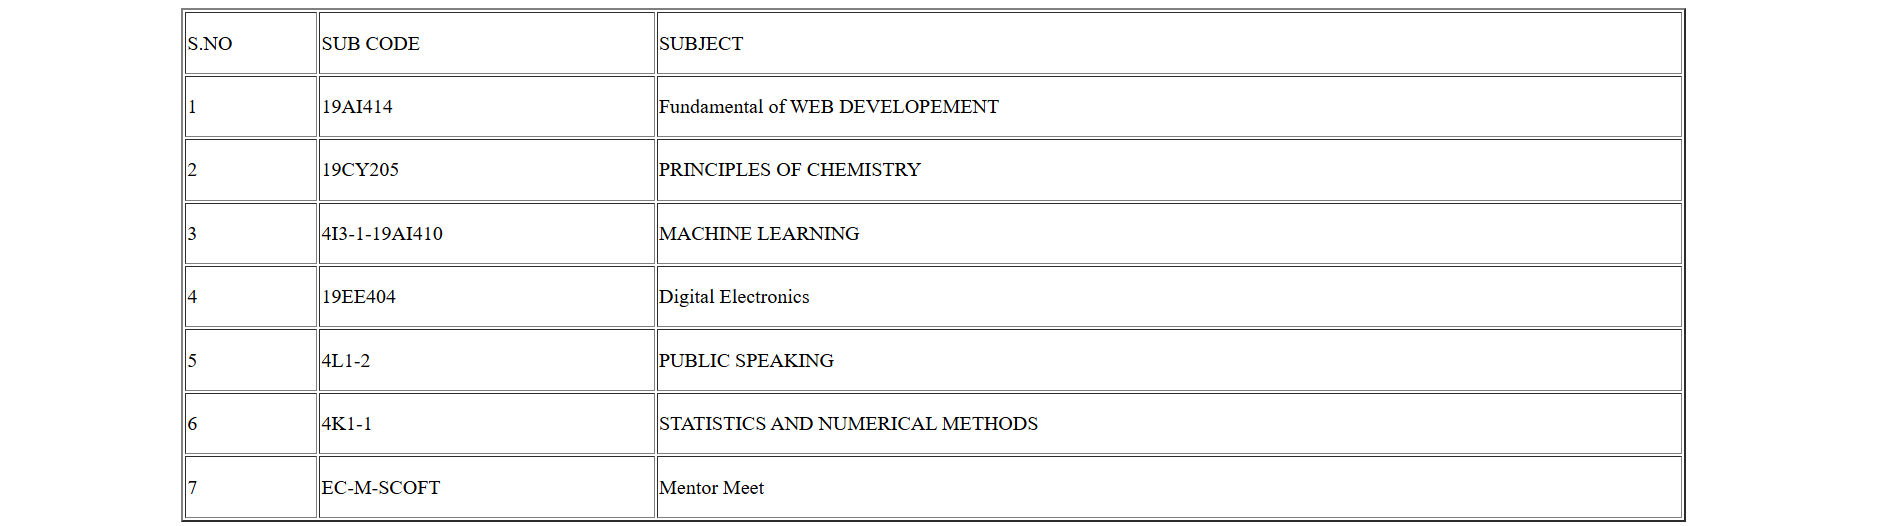 S.NO SUB CODE SUBJECT
1 19AI414 Fundamental of WEB DEVELOPEMENT
2 19CY205 PRINCIPLES OF CHEMISTRY
3 4I3-1-19AI410 MACHINE LEARNING
4 19EE404 Digital Electronics
5 4L1-2 PUBLIC SPEAKING
6 4K1-1 STATISTICS AND NUMERICAL METHODS
7 EC-M-SCOFT Mentor Meet